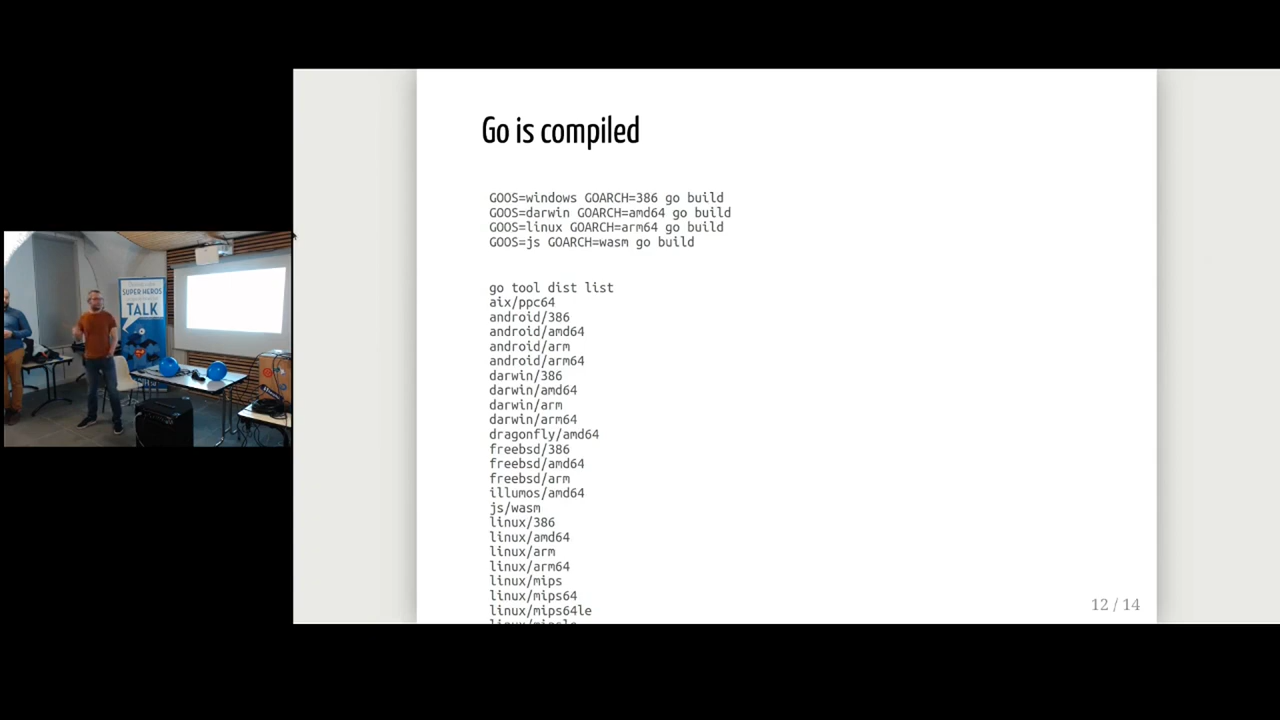 Go is compiled
GOOS=windows GOARCH=386 go build
GOOS=darwin GOARCH=amd64 go build
GOOS=linux GOARCH=arm64 go build
GOOS=js GOARCH=wasm go build
go tool dist list
aix/ppc64
android/386
android/amd64
android/arm
android/arm64
darwin/386
darwin/amd64
darwin/arm
darwin/arm64
dragonfly/amd64
freebsd/386
freebsd/amd64
freebsd/arm
illumos/amd64
js/wasm
linux/386
linux/amd64
linux/arm
linux/arm64
linux/mips
linux/mips64
linux/mips64le
12 / 14
SUPER HEROS
TALK